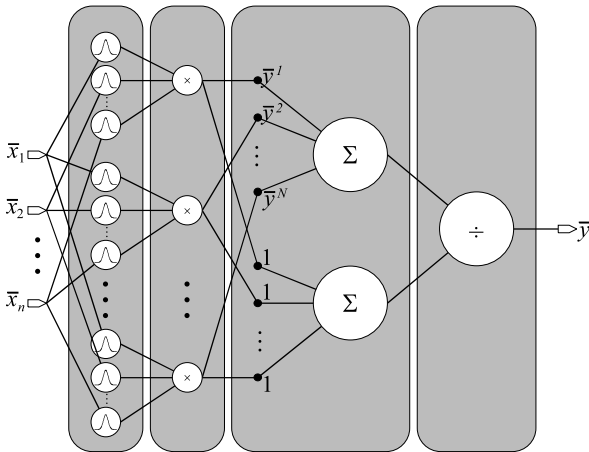 x̄₁
x̄₂
x̄ₙ
×
×
×
ȳ¹
ȳ²
ȳᴺ
1
1
1
Σ
Σ
÷
ȳ